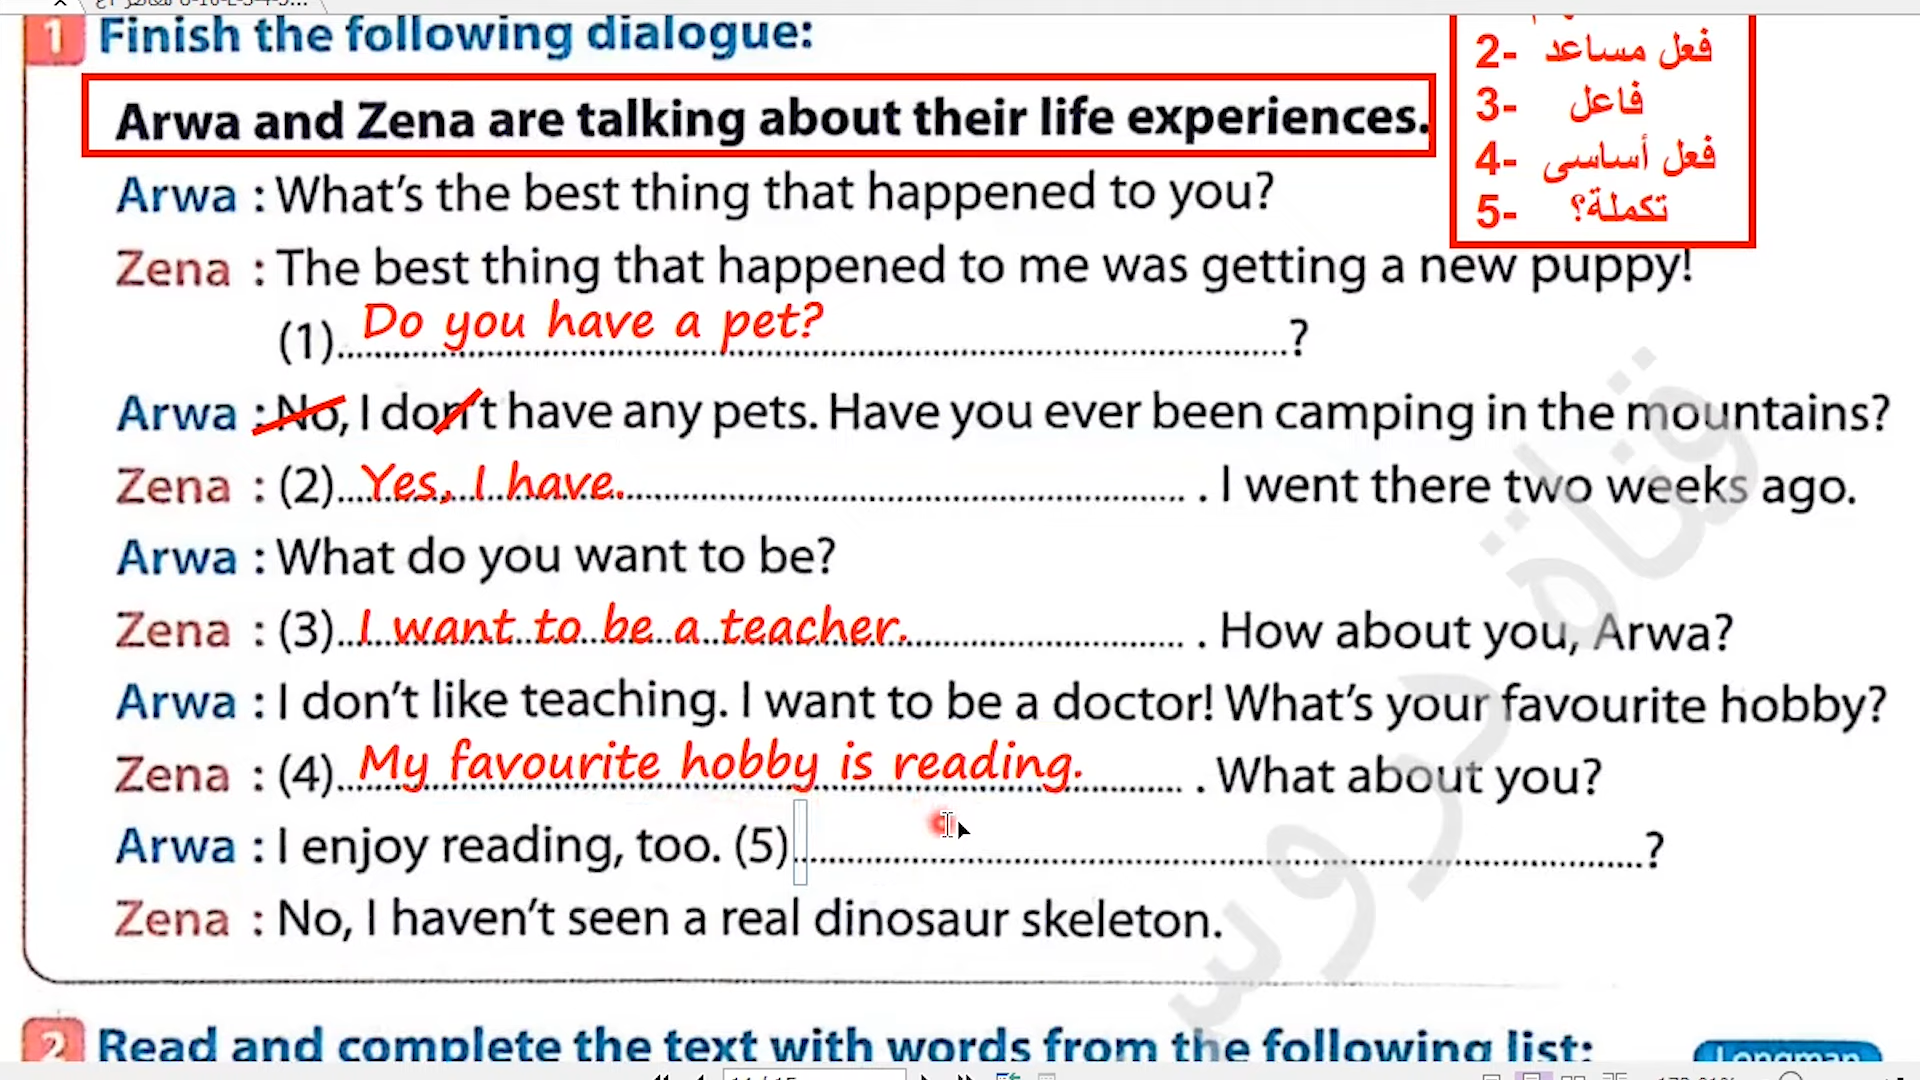 1 Finish the following dialogue:
2- فعل مساعد
3- فاعل
4- فعل أساسى
5- تكملة؟
Arwa and Zena are talking about their life experiences.
Arwa : What's the best thing that happened to you?
Zena : The best thing that happened to me was getting a new puppy!
(1) Do you have a pet? ?
Arwa : No, I don't have any pets. Have you ever been camping in the mountains?
Zena : (2) Yes, I have. . I went there two weeks ago.
Arwa : What do you want to be?
Zena : (3) I want to be a teacher. . How about you, Arwa?
Arwa : I don't like teaching. I want to be a doctor! What's your favourite hobby?
Zena : (4) My favourite hobby is reading. . What about you?
Arwa : I enjoy reading, too. (5) ?
Zena : No, I haven't seen a real dinosaur skeleton.
2 Read and complete the text with words from the following list:
Longman